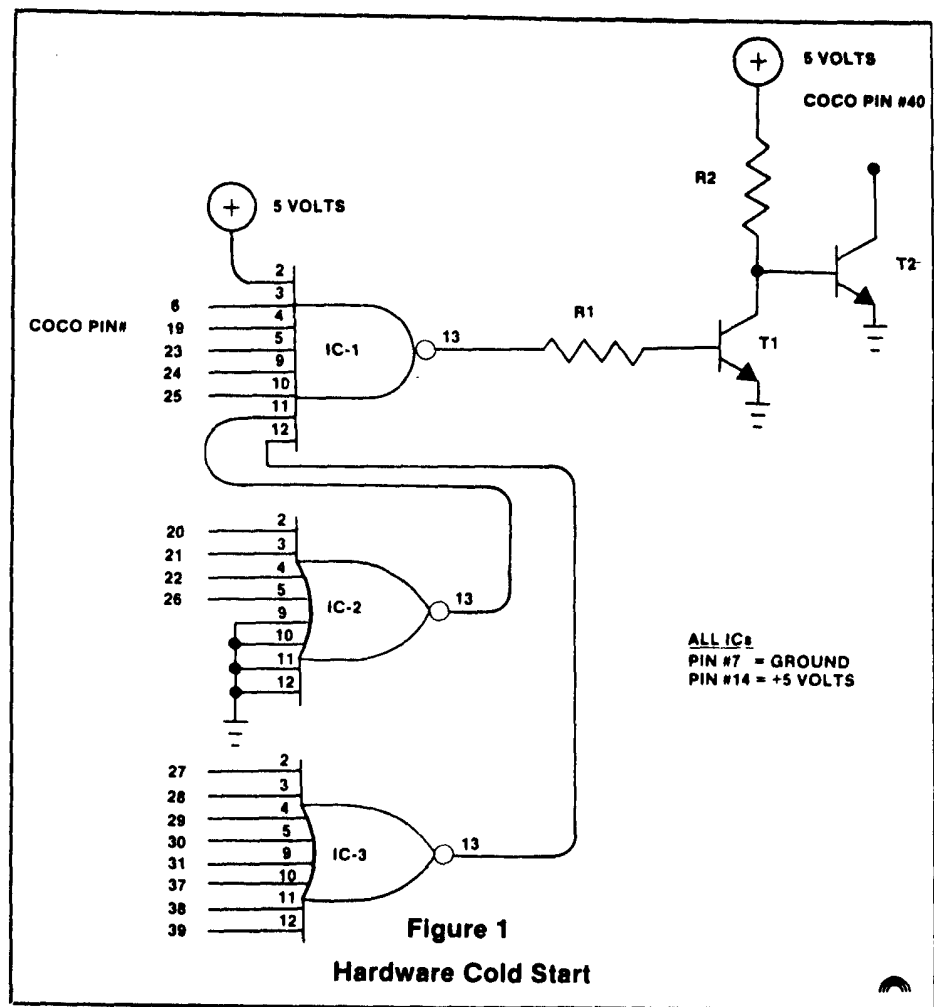 5 VOLTS
COCO PIN #40
R2
5 VOLTS
T2
2
3
6
4
19
COCO PIN#
5
23
IC-1
13
R1
T1
9
24
10
25
11
12
2
20
3
21
4
22
5
26
IC-2
13
9
10
11
12
ALL ICs
PIN #7 = GROUND
PIN #14 = +5 VOLTS
2
27
3
28
4
29
5
30
9
31
IC-3
13
10
37
11
38
12
39
Figure 1
Hardware Cold Start